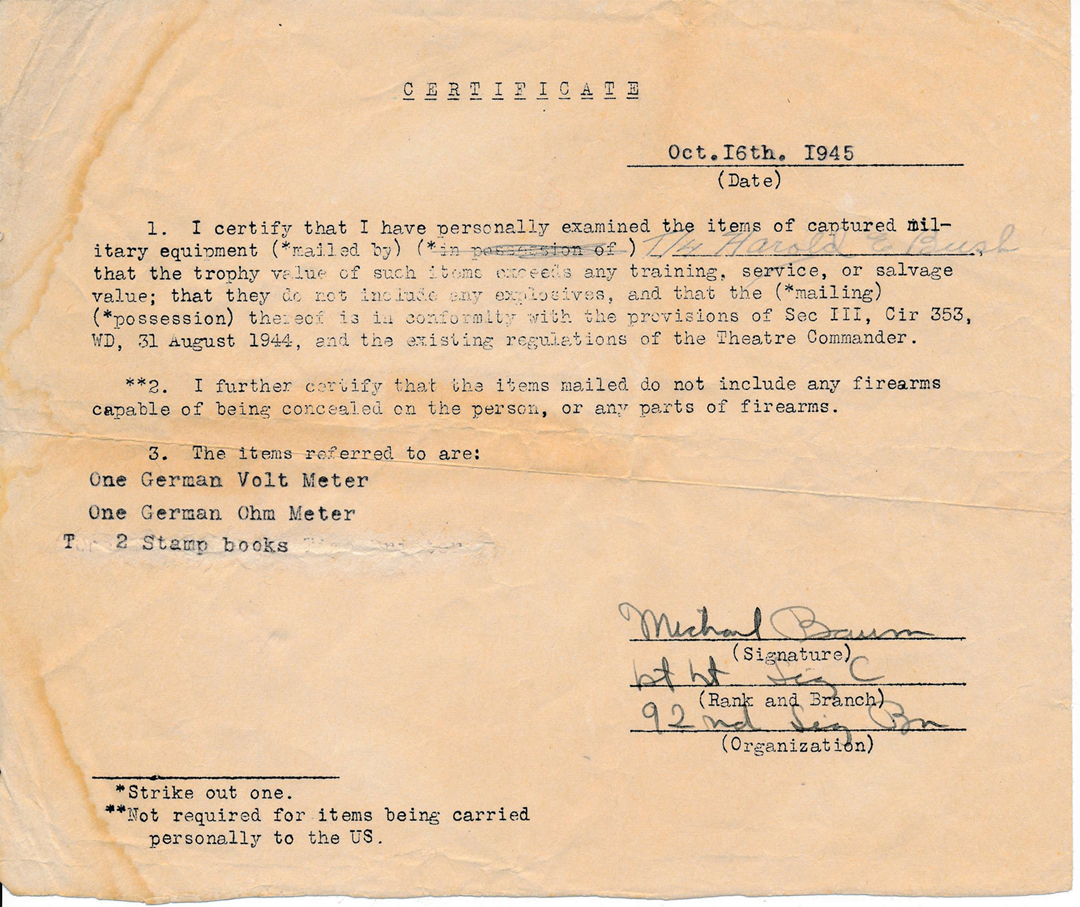 CERTIFICATE
Oct.I6th. I945
(Date)
1. I certify that I have personally examined the items of captured mil-
itary equipment (*mailed by) (*in possession of ) T/4 Harold E Bush,
that the trophy value of such items exceeds any training, service, or salvage
value; that they do not include any explosives, and that the (*mailing)
(*possession) thereof is in conformity with the provisions of Sec III, Cir 353,
WD, 31 August 1944, and the existing regulations of the Theatre Commander.
**2. I further certify that the items mailed do not include any firearms
capable of being concealed on the person, or any parts of firearms.
3. The items referred to are:
One German Volt Meter
One German Ohm Meter
2 Stamp books
Michael Baum
(Signature)
1st Lt Sig C
(Rank and Branch)
92nd Sig Bn
(Organization)
*Strike out one.
**Not required for items being carried
personally to the US.